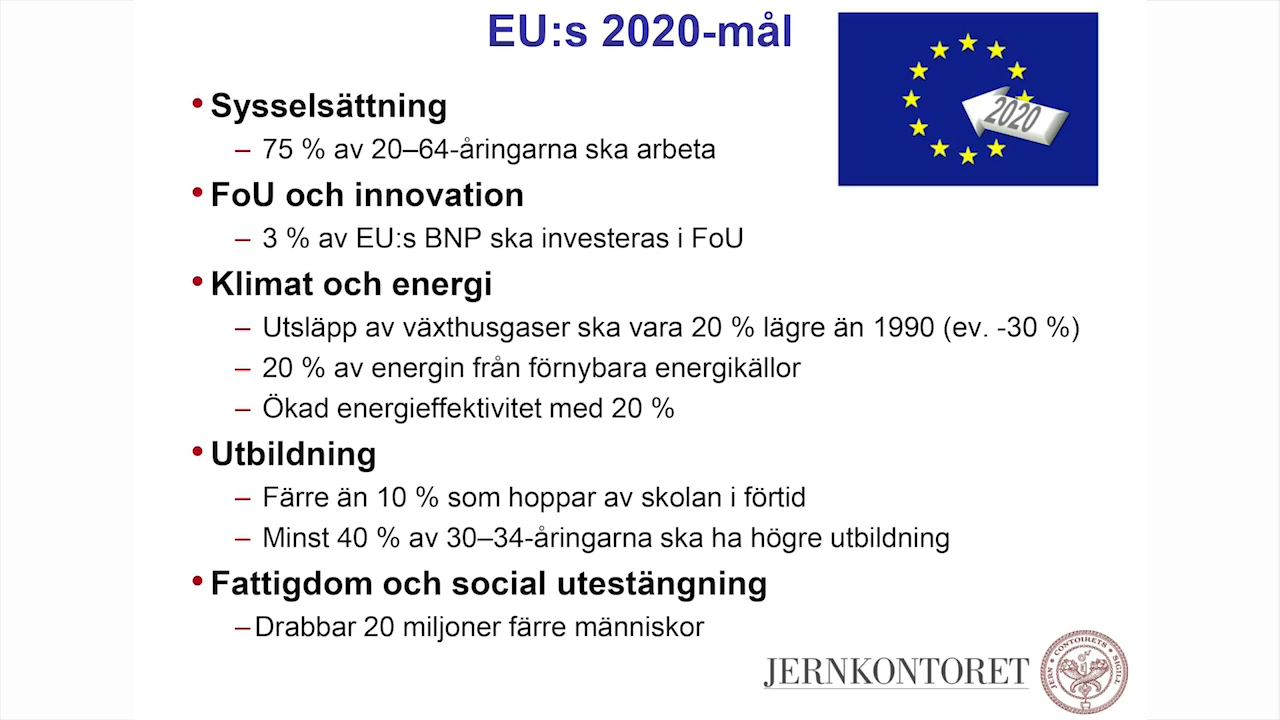 EU:s 2020-mål
2020
• Sysselsättning
– 75 % av 20–64-åringarna ska arbeta
• FoU och innovation
– 3 % av EU:s BNP ska investeras i FoU
• Klimat och energi
– Utsläpp av växthusgaser ska vara 20 % lägre än 1990 (ev. -30 %)
– 20 % av energin från förnybara energikällor
– Ökad energieffektivitet med 20 %
• Utbildning
– Färre än 10 % som hoppar av skolan i förtid
– Minst 40 % av 30–34-åringarna ska ha högre utbildning
• Fattigdom och social utestängning
–Drabbar 20 miljoner färre människor
JERNKONTORET
JERN CONTOIRETS SIGILL